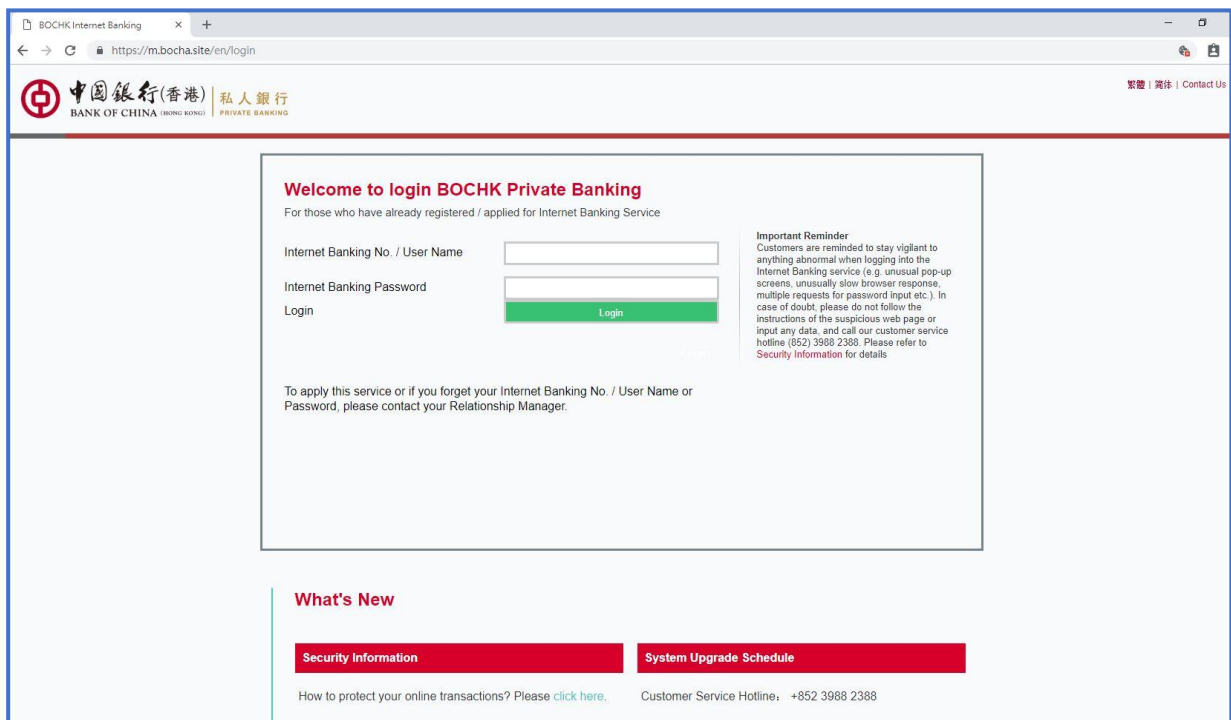 BOCHK Internet Banking
https://m.bocha.site/en/login
中国銀行(香港) 私人銀行
BANK OF CHINA (HONG KONG) PRIVATE BANKING
繁體 | 简体 | Contact Us
Welcome to login BOCHK Private Banking
For those who have already registered / applied for Internet Banking Service
Internet Banking No. / User Name
Internet Banking Password
Login
Login
Important Reminder
Customers are reminded to stay vigilant to
anything abnormal when logging into the
Internet Banking service (e.g. unusual pop-up
screens, unusually slow browser response,
multiple requests for password input etc.). In
case of doubt, please do not follow the
instructions of the suspicious web page or
input any data, and call our customer service
hotline (852) 3988 2388. Please refer to
Security Information for details
To apply this service or if you forget your Internet Banking No. / User Name or
Password, please contact your Relationship Manager.
What's New
Security Information
How to protect your online transactions? Please click here.
System Upgrade Schedule
Customer Service Hotline： +852 3988 2388